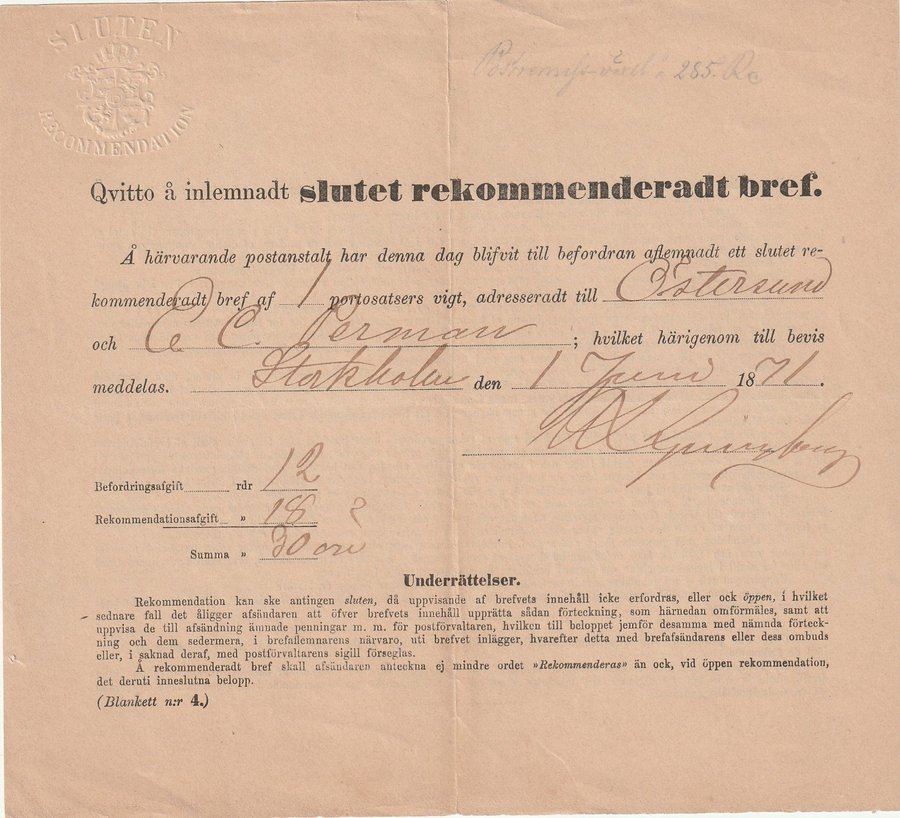 SLUTEN
RECOMMENDATION
285. R
Qvitto å inlemnadt slutet rekommenderadt bref.
Å härvarande postanstalt har denna dag blifvit till befordran aflemnadt ett slutet re-
kommenderadt bref af 1 portosatsers vigt, adresseradt till Östersund
och E C. Perman ; hvilket härigenom till bevis
meddelas. Stockholm den 1 Juni 1871.
Befordringsafgift rdr 12
Rekommendationsafgift „ 18
Summa „ 30 öre
Underrättelser.
Rekommendation kan ske antingen sluten, då uppvisande af brefvets innehåll icke erfordras, eller ock öppen, i hvilket
sednare fall det åligger afsändaren att öfver brefvets innehåll upprätta sådan förteckning, som härnedan omförmäles, samt att
uppvisa de till afsändning ämnade penningar m. m. för postförvaltaren, hvilken till beloppet jemför desamma med nämnda förteck-
ning och dem sedermera, i brefaflemnarens närvaro, uti brefvet inlägger, hvarefter detta med brefafsändarens eller dess ombuds
eller, i saknad deraf, med postförvaltarens sigill förseglas.
Å rekommenderadt bref skall afsändaren anteckna ej mindre ordet »Rekommenderas» än ock, vid öppen rekommendation,
det deruti inneslutna belopp.
(Blankett n:r 4.)